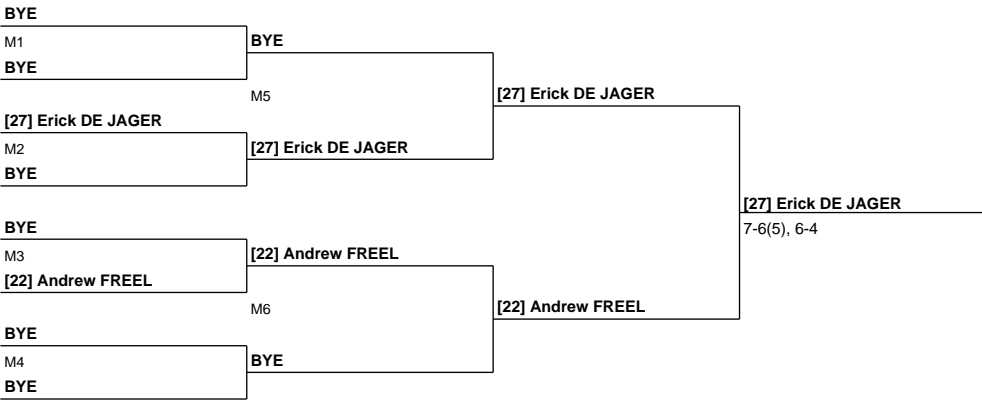 BYE
M1
BYE
BYE
M5
[27] Erick DE JAGER
[27] Erick DE JAGER
M2
[27] Erick DE JAGER
BYE
[27] Erick DE JAGER
7-6(5), 6-4
BYE
M3
[22] Andrew FREEL
[22] Andrew FREEL
M6
[22] Andrew FREEL
BYE
M4
BYE
BYE